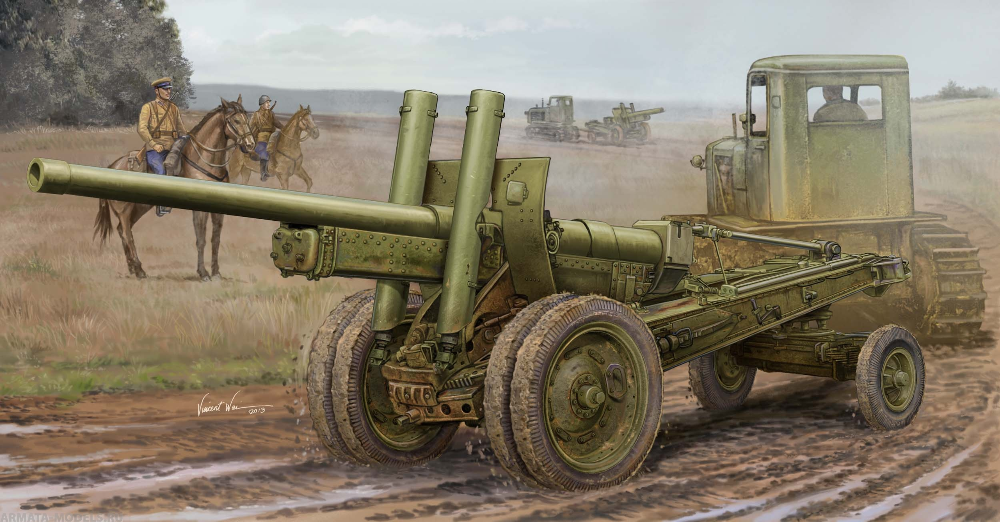 Vincent Wai
2013
ARMATA-MODELS.RU